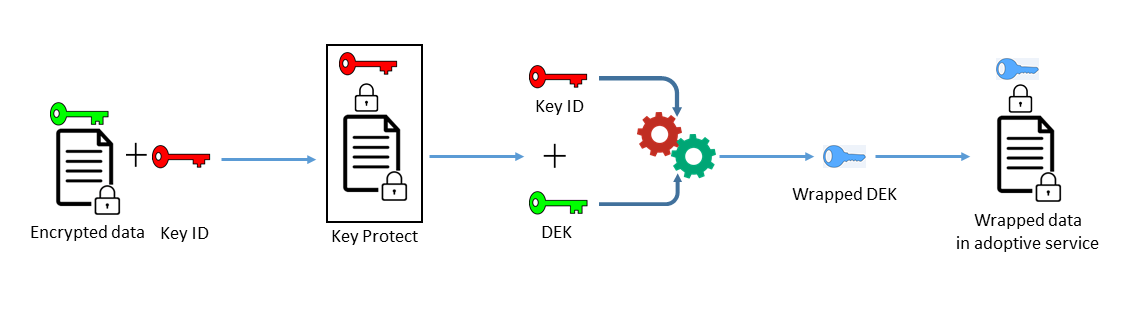 Encrypted data
Key ID
Key Protect
Key ID
DEK
Wrapped DEK
Wrapped data
in adoptive service